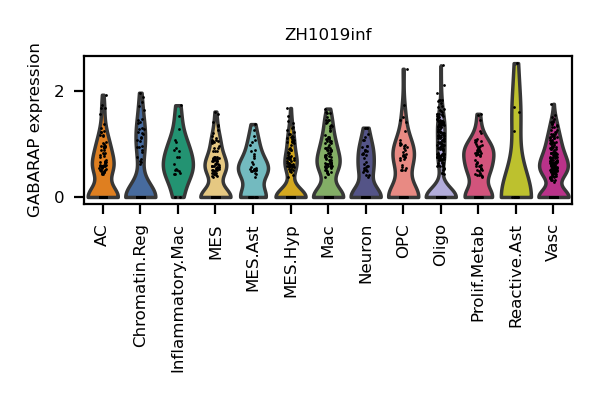 ZH1019inf
GABARAP expression
2
0
AC
Chromatin.Reg
Inflammatory.Mac
MES
MES.Ast
MES.Hyp
Mac
Neuron
OPC
Oligo
Prolif.Metab
Reactive.Ast
Vasc